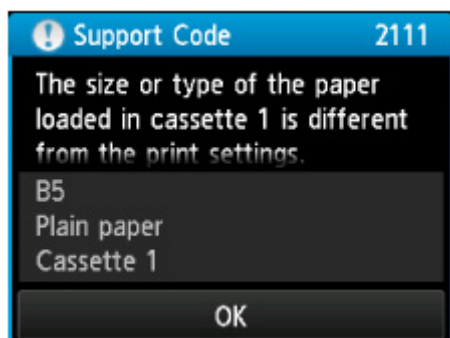 Support Code 2111
The size or type of the paper
loaded in cassette 1 is different
from the print settings.
B5
Plain paper
Cassette 1
OK